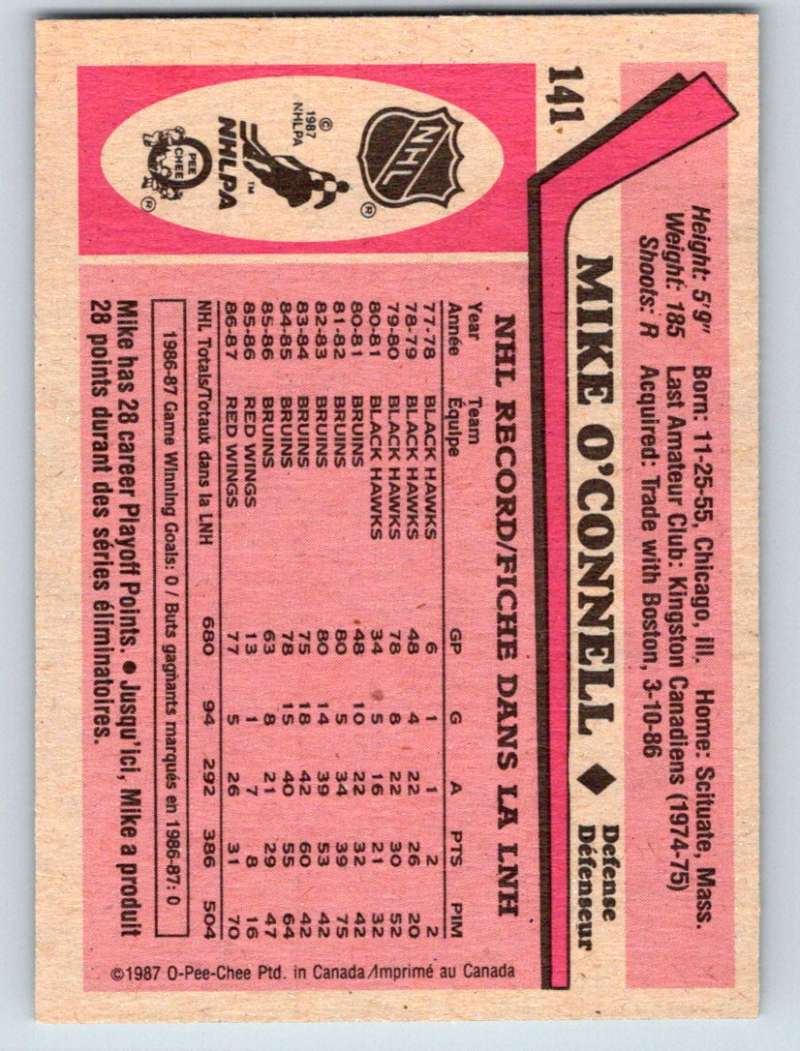 141
Height: 5'9" Born: 11-25-55, Chicago, Ill. Home: Scituate, Mass.
Weight: 185 Last Amateur Club: Kingston Canadiens (1974-75)
Shoots: R Acquired: Trade with Boston, 3-10-86
MIKE O'CONNELL ◆ Defense
Défenseur
NHL
®
© 1987 NHLPA
NHLPA ™
O PEE CHEE
®
NHL RECORD/FICHE DANS LA LNH
Year Team GP G A PTS PIM
Année Équipe
77-78 BLACK HAWKS 6 1 1 2 2
78-79 BLACK HAWKS 48 4 22 26 20
79-80 BLACK HAWKS 78 8 22 30 52
80-81 BLACK HAWKS 34 5 16 21 32
80-81 BRUINS 48 10 22 32 42
81-82 BRUINS 80 5 34 39 75
82-83 BRUINS 80 14 39 53 42
83-84 BRUINS 75 18 42 60 42
84-85 BRUINS 78 15 40 55 64
85-86 BRUINS 63 8 21 29 47
85-86 RED WINGS 13 1 7 8 16
86-87 RED WINGS 77 5 26 31 70
NHL Totals/Totaux dans la LNH 680 94 292 386 504
1986-87 Game Winning Goals: 0 / Buts gagnants marqués en 1986-87: 0
Mike has 28 career Playoff Points. ● Jusqu'ici, Mike a produit
28 points durant des séries éliminatoires.
©1987 O-Pee-Chee Ptd. in Canada/Imprimé au Canada